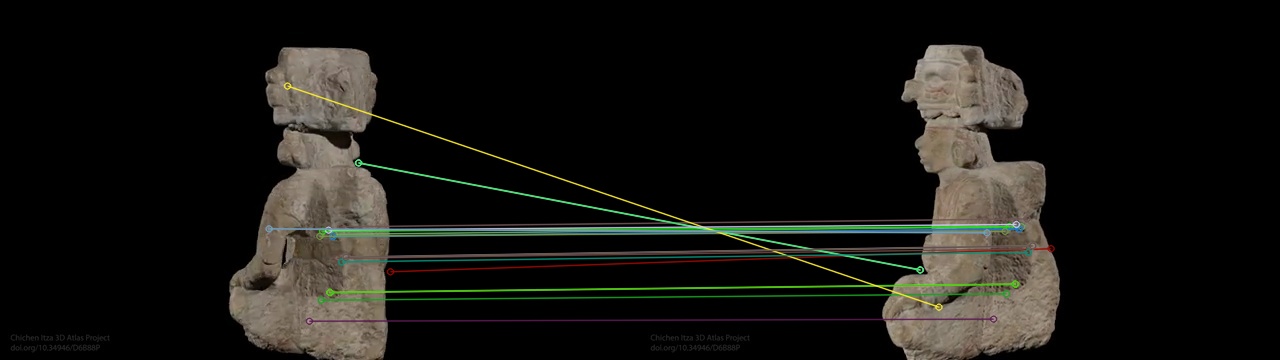 Chichen Itza 3D Atlas Project
doi.org/10.34946/D6B88P
Chichen Itza 3D Atlas Project
doi.org/10.34946/D6B88P